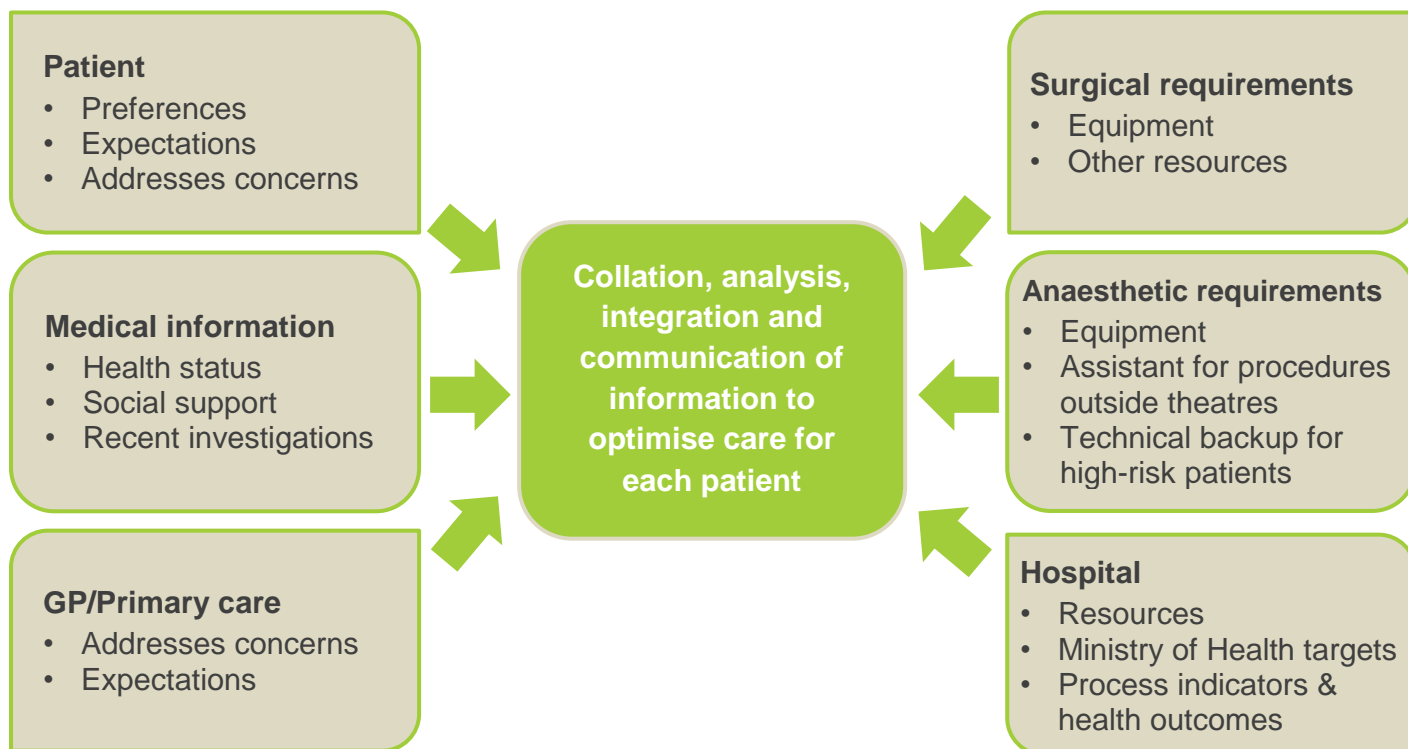 Patient
• Preferences
• Expectations
• Addresses concerns
Medical information
• Health status
• Social support
• Recent investigations
GP/Primary care
• Addresses concerns
• Expectations
Collation, analysis,
integration and
communication of
information to
optimise care for
each patient
Surgical requirements
• Equipment
• Other resources
Anaesthetic requirements
• Equipment
• Assistant for procedures
outside theatres
• Technical backup for
high-risk patients
Hospital
• Resources
• Ministry of Health targets
• Process indicators &
health outcomes